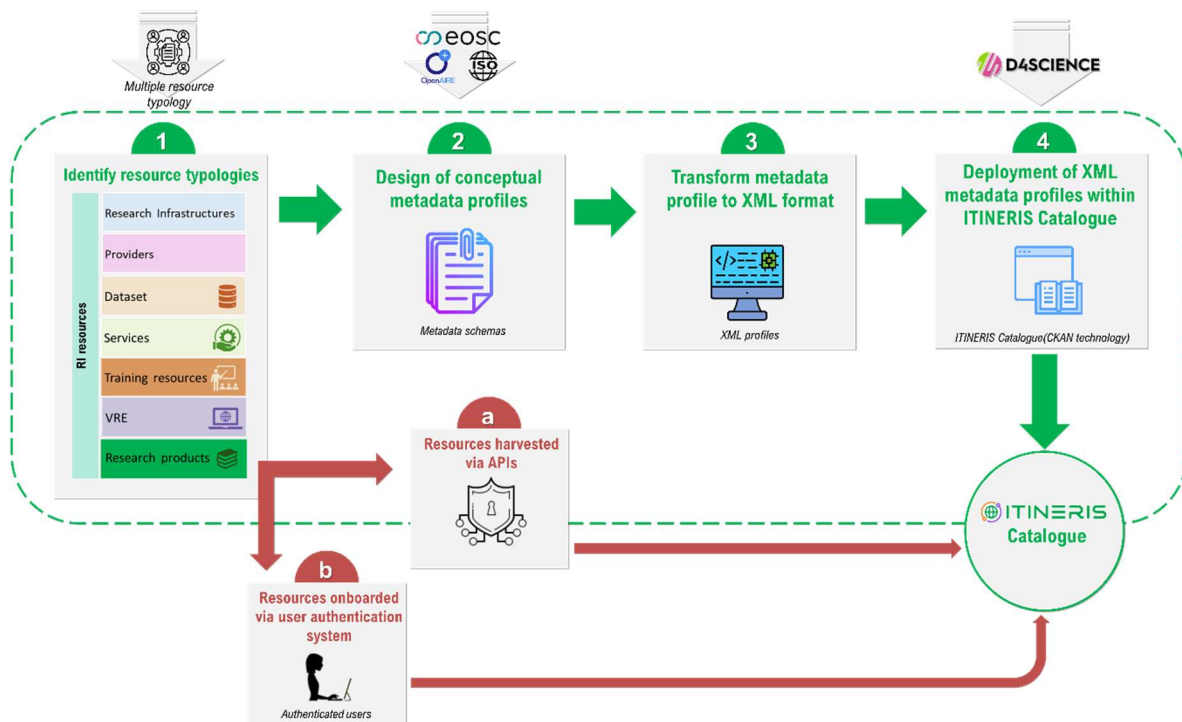 Multiple resource
typology
eosc
OpenAIRE
ISO
D4SCIENCE
1
Identify resource typologies
RI resources
Research Infrastructures
Providers
Dataset
Services
Training resources
VRE
Research products
2
Design of conceptual
metadata profiles
Metadata schemas
3
Transform metadata
profile to XML format
</>
XML profiles
4
Deployment of XML
metadata profiles within
ITINERIS Catalogue
ITINERIS Catalogue(CKAN technology)
a
Resources harvested
via APIs
b
Resources onboarded
via user authentication
system
Authenticated users
ITINERIS
Catalogue